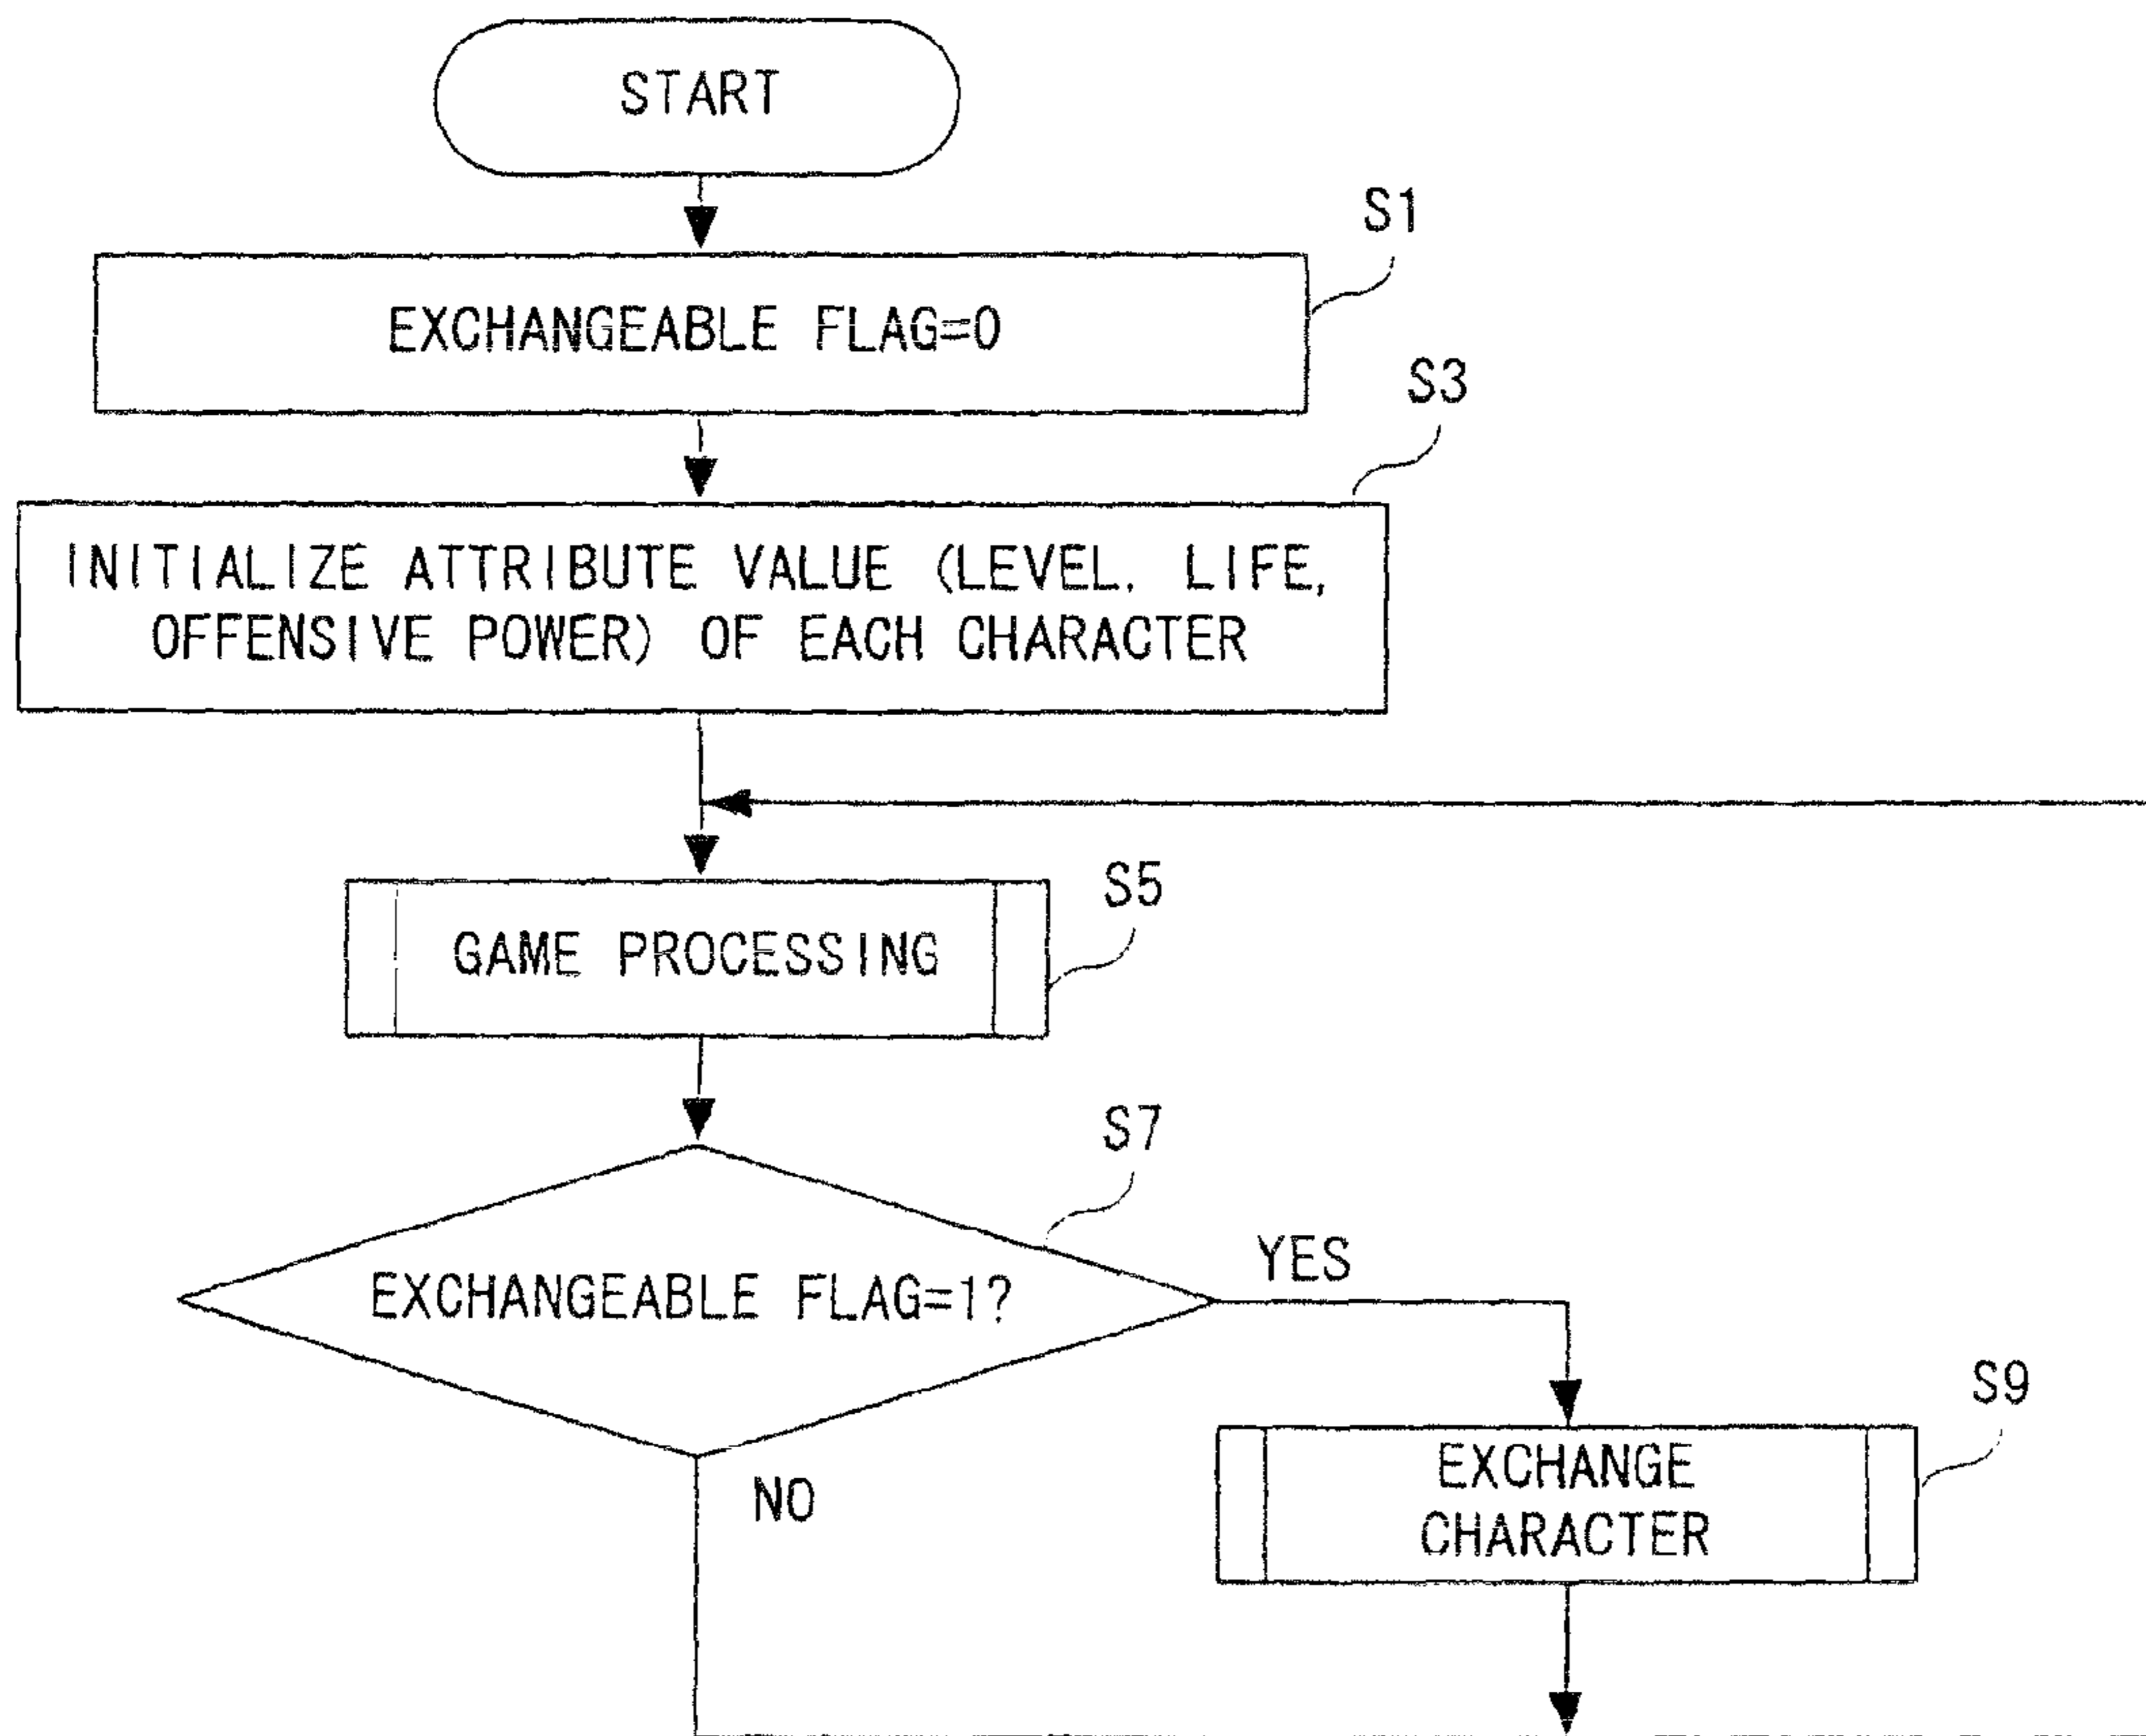 START
S1
EXCHANGEABLE FLAG=0
S3
INITIALIZE ATTRIBUTE VALUE (LEVEL, LIFE,
OFFENSIVE POWER) OF EACH CHARACTER
S5
GAME PROCESSING
S7
EXCHANGEABLE FLAG=1?
YES
S9
EXCHANGE
CHARACTER
NO